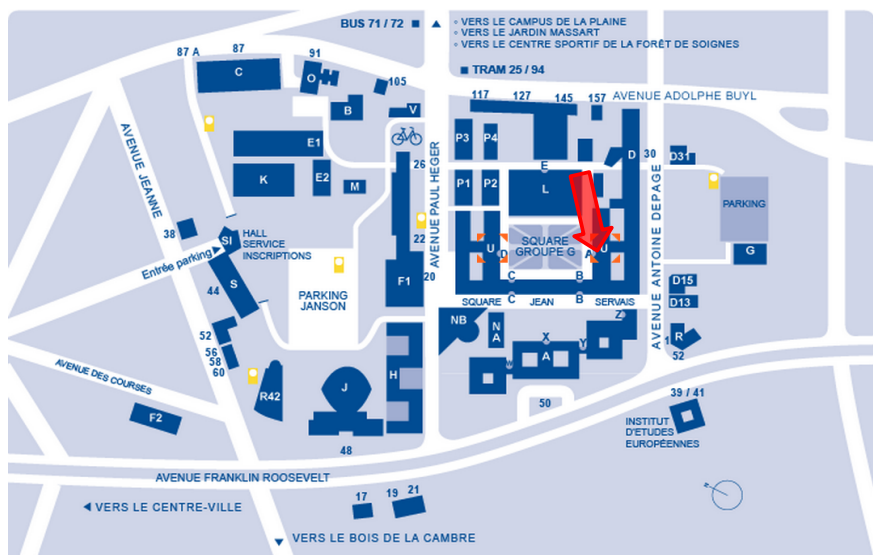 BUS 71 / 72
VERS LE CAMPUS DE LA PLAINE
VERS LE JARDIN MASSART
VERS LE CENTRE SPORTIF DE LA FORÊT DE SOIGNES
TRAM 25 / 94
AVENUE ADOLPHE BUYL
87 A
87
91
105
117
127
145
157
C
O
B
V
E1
E2
K
M
26
22
20
F1
P3
P4
P1
P2
E
L
D
30
D31
PARKING
G
D15
D13
R
1
52
AVENUE JEANNE
AVENUE PAUL HEGER
AVENUE ANTOINE DEPAGE
38
SI
HALL
SERVICE
INSCRIPTIONS
Entrée parking
44
S
PARKING
JANSON
U
D
SQUARE
GROUPE G
A
U
C
B
SQUARE
C
JEAN
B
SERVAIS
NB
NA
X
Y
Z
W
A
52
56
58
60
AVENUE DES COURSES
F2
R42
J
H
48
50
39 / 41
INSTITUT
D'ETUDES
EUROPÉENNES
AVENUE FRANKLIN ROOSEVELT
17
19
21
VERS LE CENTRE-VILLE
VERS LE BOIS DE LA CAMBRE